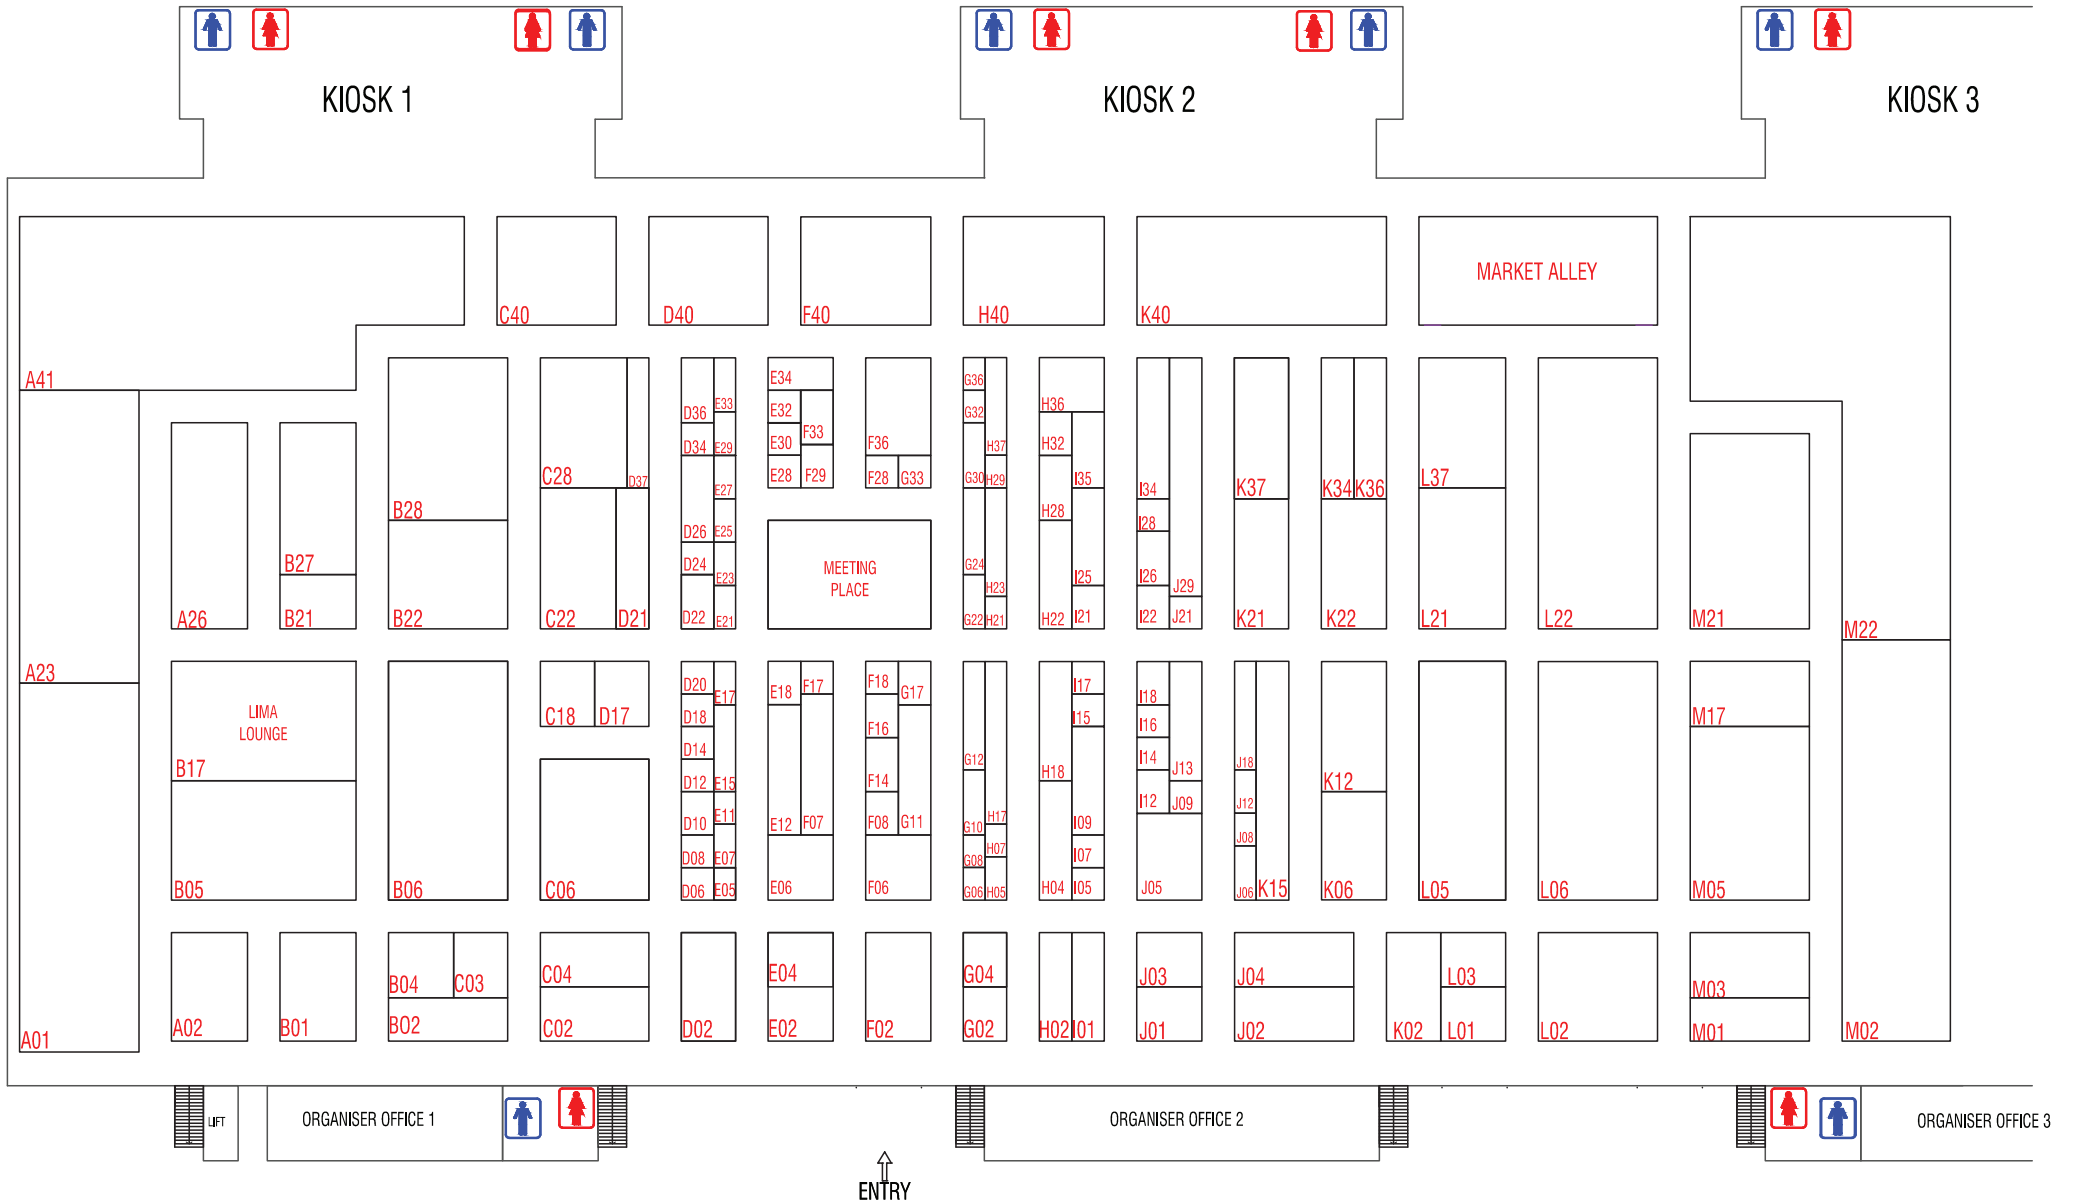 KIOSK 1
KIOSK 2
KIOSK 3
MARKET ALLEY
C40
D40
F40
H40
K40
A41
E34
G36
D36
E33
E32
G32
H36
F33
D34
E29
E30
F36
H37
H32
C28
D37
E28
F29
F28
G33
G30
H29
I35
I34
K37
K34
K36
L37
E27
B28
D26
E25
H28
I28
B27
D24
E23
MEETING
PLACE
G24
H23
I25
I26
J29
A26
B21
B22
C22
D21
D22
E21
G22
H21
H22
I21
I22
J21
K21
K22
L21
L22
M21
M22
A23
LIMA
LOUNGE
D20
E17
E18
F17
F18
G17
I17
I18
C18
D17
D18
F16
I15
I16
M17
D14
G12
I14
B17
D12
E15
F14
H18
J13
J18
K12
D10
E11
E12
F07
F08
G11
G10
H17
I09
I12
J09
J12
D08
E07
G08
H07
I07
J08
B05
B06
C06
D06
E05
E06
F06
G06
H05
H04
I05
J05
J06
K15
K06
L05
L06
M05
B04
C03
C04
E04
G04
J03
J04
L03
M03
A01
A02
B01
B02
C02
D02
E02
F02
G02
H02
I01
J01
J02
K02
L01
L02
M01
M02
LIFT
ORGANISER OFFICE 1
ORGANISER OFFICE 2
ORGANISER OFFICE 3
ENTRY